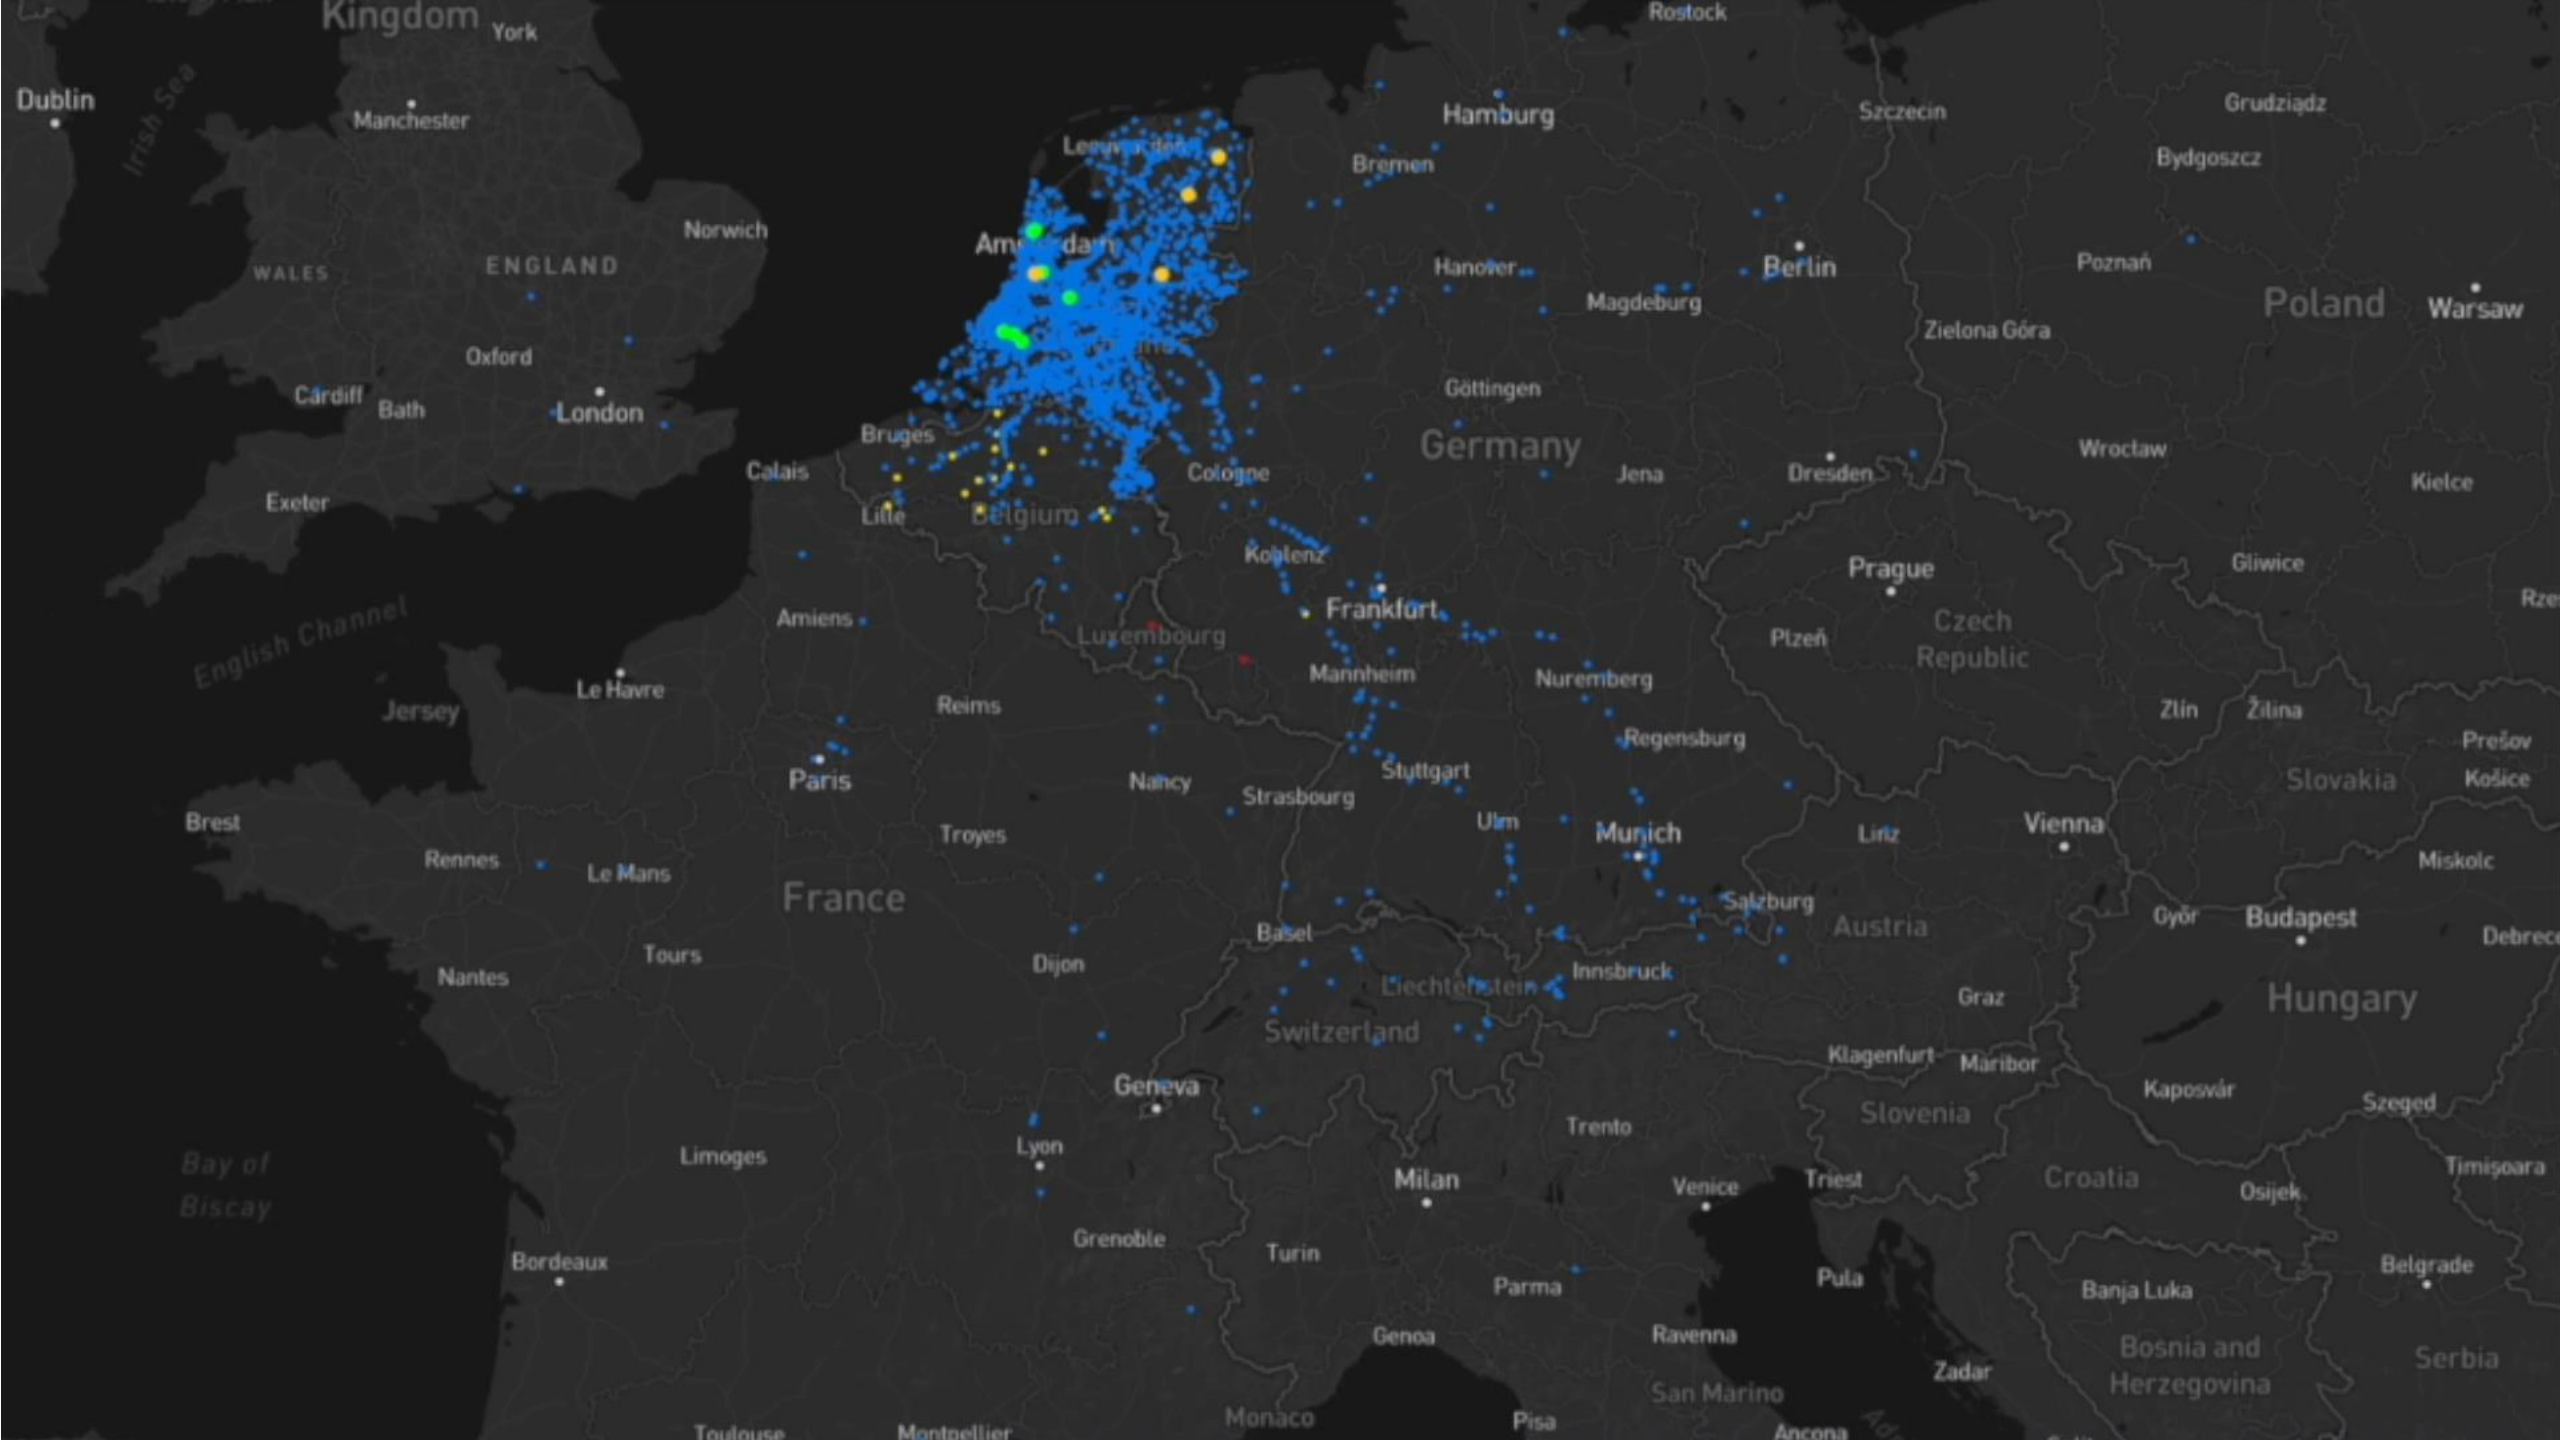 Kingdom
York
Rostock
Dublin
Irish Sea
Manchester
Hamburg
Szczecin
Grudziądz
Bremen
Bydgoszcz
Norwich
WALES
ENGLAND
Hanover
Berlin
Poznań
Magdeburg
Poland
Warsaw
Zielona Góra
Oxford
Cardiff
Bath
London
Göttingen
Bruges
Germany
Wrocław
Calais
Cologne
Jena
Dresden
Kielce
Exeter
Lille
Belgium
Koblenz
Prague
Gliwice
English Channel
Amiens
Frankfurt
Luxembourg
Plzeň
Czech
Republic
Le Havre
Mannheim
Nuremberg
Jersey
Reims
Zlín
Žilina
Regensburg
Prešov
Paris
Nancy
Stuttgart
Strasbourg
Slovakia
Košice
Brest
Troyes
Ulm
Munich
Linz
Vienna
Rennes
Le Mans
Miskolc
France
Salzburg
Győr
Budapest
Basel
Austria
Tours
Dijon
Nantes
Innsbruck
Liechtenstein
Graz
Hungary
Switzerland
Klagenfurt
Maribor
Geneva
Kaposvár
Szeged
Slovenia
Trento
Lyon
Limoges
Bay of
Biscay
Milan
Venice
Triest
Croatia
Timișoara
Osijek
Grenoble
Turin
Bordeaux
Parma
Pula
Banja Luka
Belgrade
Genoa
Ravenna
Bosnia and
Herzegovina
Serbia
Zadar
San Marino
Monaco
Pisa
Toulouse
Montpellier
Ancona